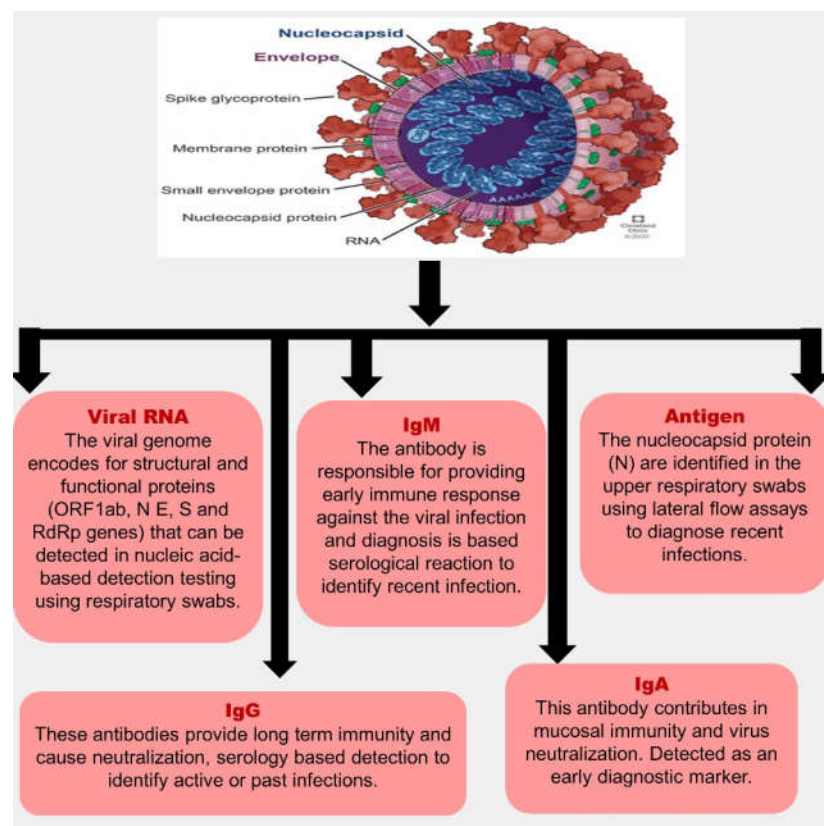 Nucleocapsid
Envelope
Spike glycoprotein
Membrane protein
Small envelope protein
Nucleocapsid protein
RNA
AAAAAA
Cleveland
Clinic
©2020
Viral RNA
The viral genome
encodes for structural and
functional proteins
(ORF1ab, N E, S and
RdRp genes) that can be
detected in nucleic acid-
based detection testing
using respiratory swabs.
IgM
The antibody is
responsible for providing
early immune response
against the viral infection
and diagnosis is based
serological reaction to
identify recent infection.
Antigen
The nucleocapsid protein
(N) are identified in the
upper respiratory swabs
using lateral flow assays
to diagnose recent
infections.
IgG
These antibodies provide long term immunity and
cause neutralization, serology based detection to
identify active or past infections.
IgA
This antibody contributes in
mucosal immunity and virus
neutralization. Detected as an
early diagnostic marker.